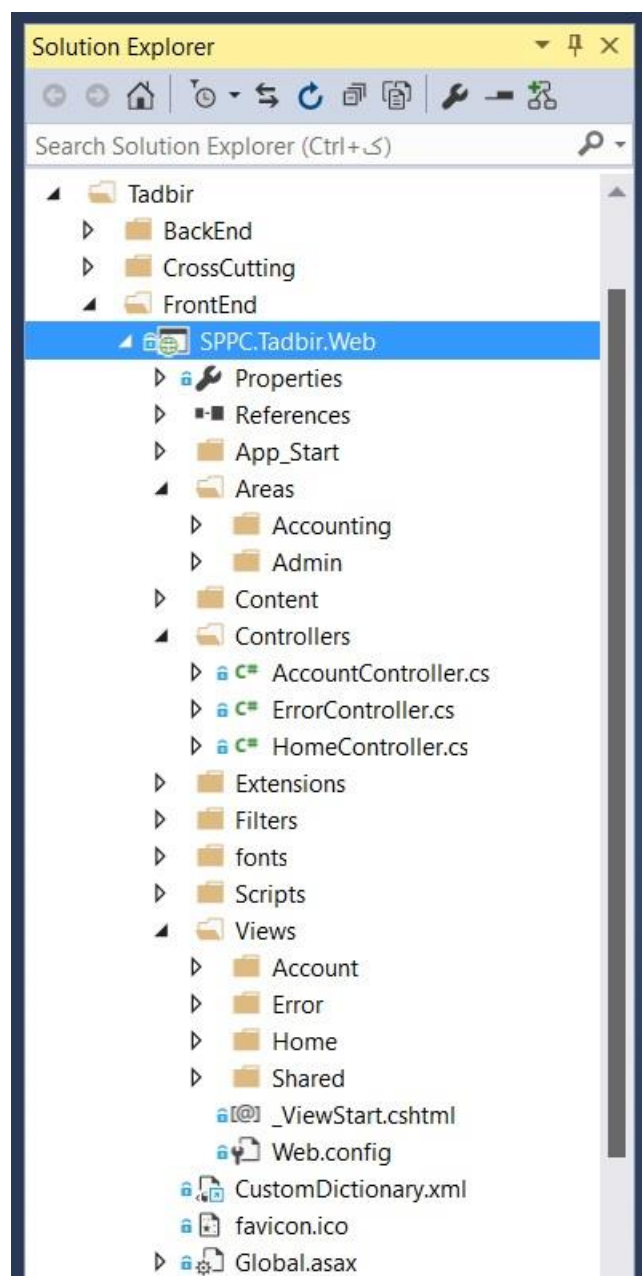 Solution Explorer
Search Solution Explorer (Ctrl+ک)
Tadbir
BackEnd
CrossCutting
FrontEnd
SPPC.Tadbir.Web
Properties
References
App_Start
Areas
Accounting
Admin
Content
Controllers
C# AccountController.cs
C# ErrorController.cs
C# HomeController.cs
Extensions
Filters
fonts
Scripts
Views
Account
Error
Home
Shared
[@] _ViewStart.cshtml
Web.config
CustomDictionary.xml
favicon.ico
Global.asax